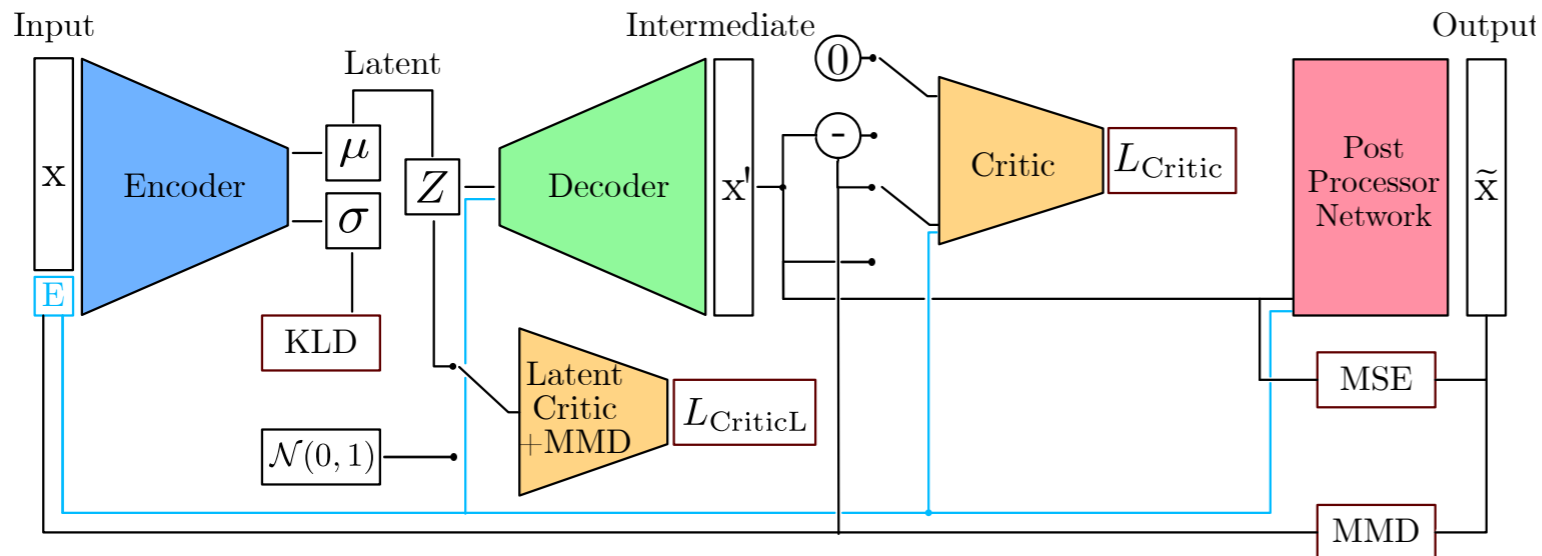 Input
Latent
Intermediate
Output
x
E
Encoder
μ
σ
KLD
Z
𝒩(0, 1)
Decoder
x'
Latent
Critic
+MMD
L_CriticL
0
-
Critic
L_Critic
Post
Processor
Network
x̃
MSE
MMD